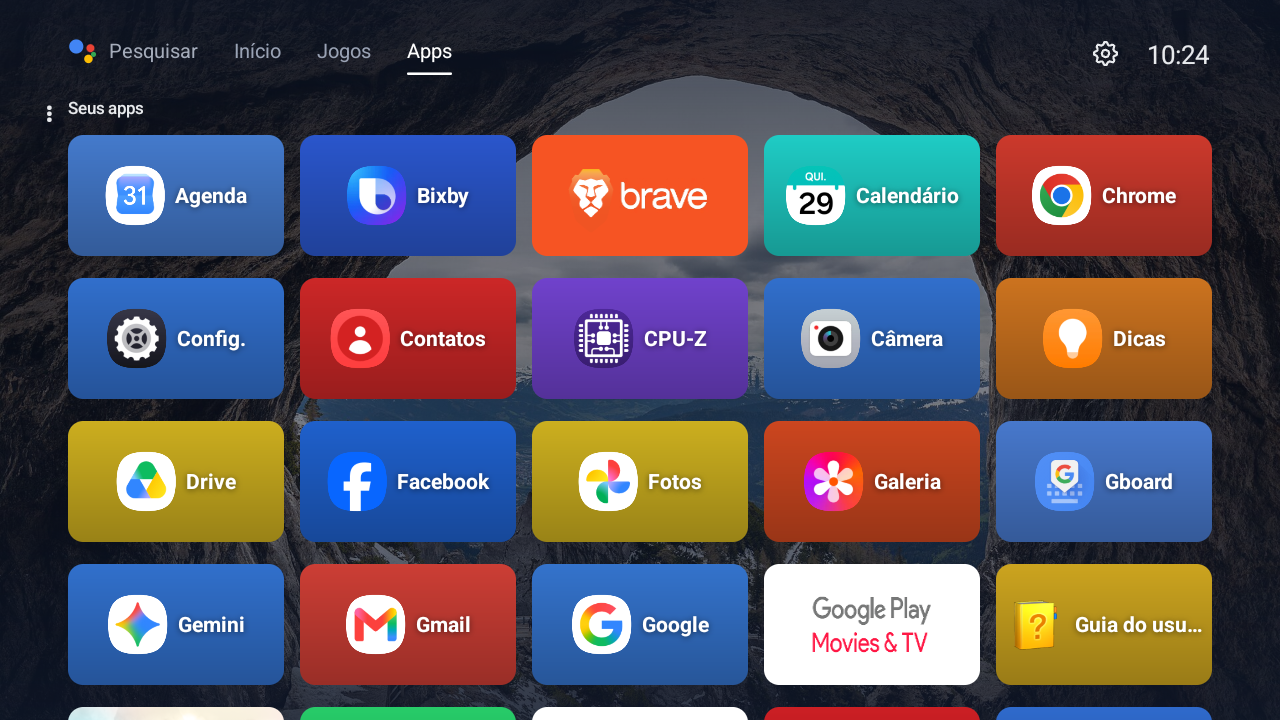 Pesquisar
Início
Jogos
Apps
10:24
Seus apps
31
Agenda
Bixby
brave
QUI.
29
Calendário
Chrome
Config.
Contatos
CPU-Z
Câmera
Dicas
Drive
Facebook
Fotos
Galeria
G
Gboard
Gemini
Gmail
Google
Google Play
Movies & TV
?
Guia do usu...